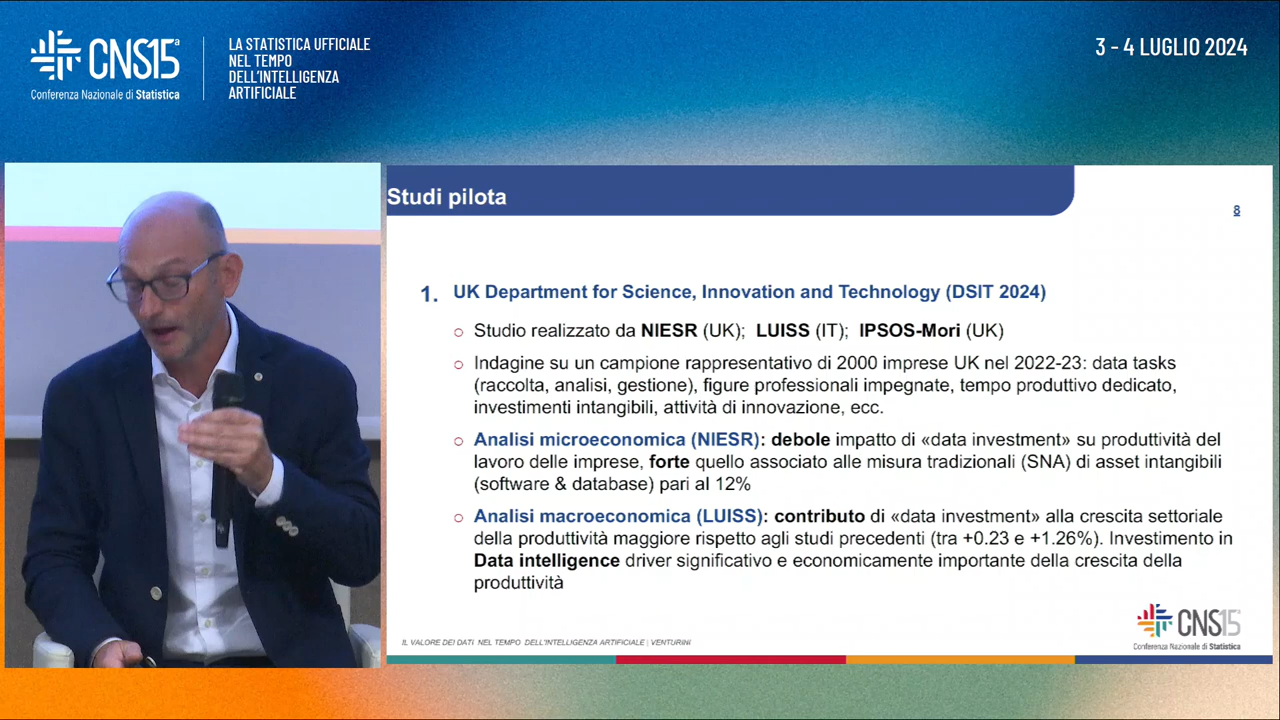 CNS15ª
Conferenza Nazionale di Statistica
LA STATISTICA UFFICIALE
NEL TEMPO
DELL'INTELLIGENZA
ARTIFICIALE
3 - 4 LUGLIO 2024
Studi pilota
8
1. UK Department for Science, Innovation and Technology (DSIT 2024)
Studio realizzato da NIESR (UK); LUISS (IT); IPSOS-Mori (UK)
Indagine su un campione rappresentativo di 2000 imprese UK nel 2022-23: data tasks
(raccolta, analisi, gestione), figure professionali impegnate, tempo produttivo dedicato,
investimenti intangibili, attività di innovazione, ecc.
Analisi microeconomica (NIESR): debole impatto di «data investment» su produttività del
lavoro delle imprese, forte quello associato alle misura tradizionali (SNA) di asset intangibili
(software & database) pari al 12%
Analisi macroeconomica (LUISS): contributo di «data investment» alla crescita settoriale
della produttività maggiore rispetto agli studi precedenti (tra +0.23 e +1.26%). Investimento in
Data intelligence driver significativo e economicamente importante della crescita della
produttività
IL VALORE DEI DATI NEL TEMPO DELL'INTELLIGENZA ARTIFICIALE | VENTURINI
CNS15
Conferenza Nazionale di Statistica